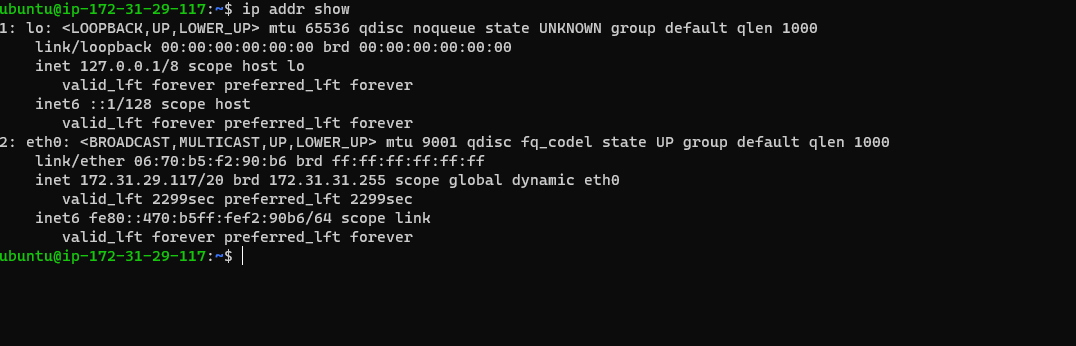 ubuntu@ip-172-31-29-117:~$ ip addr show
1: lo: <LOOPBACK,UP,LOWER_UP> mtu 65536 qdisc noqueue state UNKNOWN group default qlen 1000
    link/loopback 00:00:00:00:00:00 brd 00:00:00:00:00:00
    inet 127.0.0.1/8 scope host lo
       valid_lft forever preferred_lft forever
    inet6 ::1/128 scope host
       valid_lft forever preferred_lft forever
2: eth0: <BROADCAST,MULTICAST,UP,LOWER_UP> mtu 9001 qdisc fq_codel state UP group default qlen 1000
    link/ether 06:70:b5:f2:90:b6 brd ff:ff:ff:ff:ff:ff
    inet 172.31.29.117/20 brd 172.31.31.255 scope global dynamic eth0
       valid_lft 2299sec preferred_lft 2299sec
    inet6 fe80::470:b5ff:fef2:90b6/64 scope link
       valid_lft forever preferred_lft forever
ubuntu@ip-172-31-29-117:~$